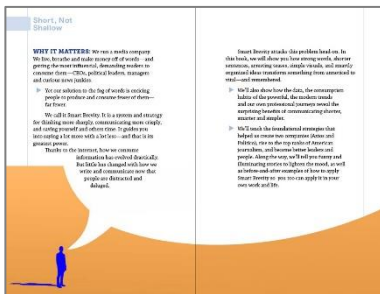 Short, Not
Shallow
WHY IT MATTERS: We run a media company.
We live, breathe and make money off of words—and
getting the most influential, demanding readers to
consume them—CEOs, political leaders, managers
and curious news junkies.
Yet our solution to the fog of words is coaxing
people to produce and consume fewer of them—
far fewer.
We call it Smart Brevity. It is a system and strategy
for thinking more sharply, communicating more crisply,
and saving yourself and others time. It guides you
into saying a lot more with a lot less—and that is its
greatest power.
Thanks to the internet, how we consume
information has evolved drastically.
But little has changed with how we
write and communicate now that
people are distracted and
deluged.
Smart Brevity attacks this problem head-on. In
this book, we will show you how strong words, shorter
sentences, arresting teases, simple visuals, and smartly
organized ideas transform something from unnoticed to
vital—and remembered.
We'll also show how the data, the consumption
habits of the powerful, the modern trends
and our own professional journeys reveal the
surprising benefits of communicating shorter,
smarter and simpler.
We'll teach the foundational strategies that
helped us create two companies (Axios and
Politico), rise to the top ranks of American
journalism, and become better leaders and
people. Along the way, we'll tell you funny and
illuminating stories to lighten the mood, as well
as before-and-after examples of how to apply
Smart Brevity so you too can apply it in your
own work and life.